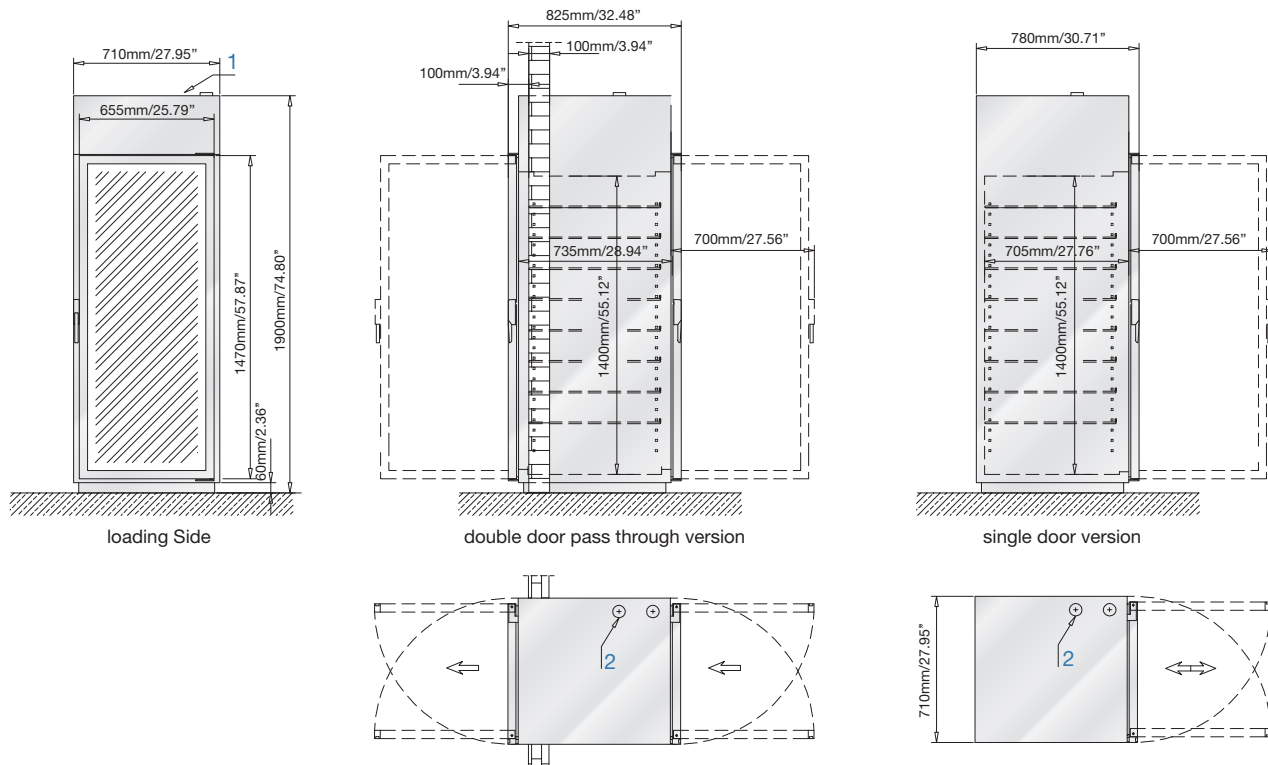 825mm/32.48”
710mm/27.95”
1
100mm/3.94”
780mm/30.71”
100mm/3.94”
655mm/25.79”
1470mm/57.87”
1900mm/74.80”
60mm/2.36”
735mm/28.94”
1400mm/55.12”
700mm/27.56”
705mm/27.76”
1400mm/55.12”
700mm/27.56”
loading Side
double door pass through version
single door version
2
710mm/27.95”
2